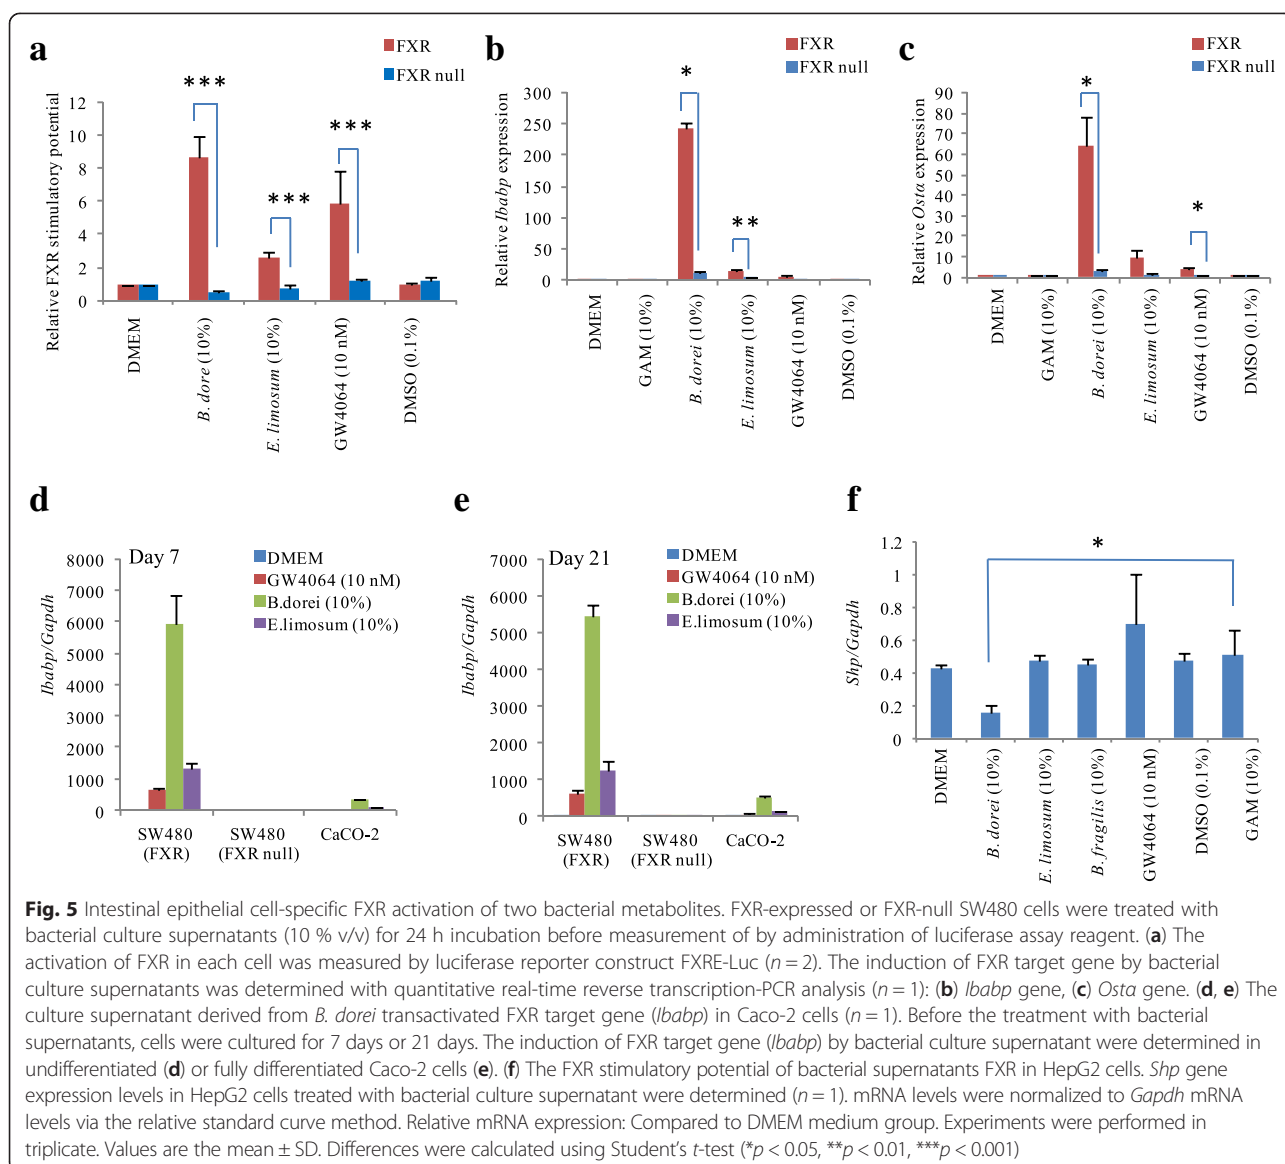 a
FXR
FXR null
Relative FXR stimulatory potential
12
10
8
6
4
2
0
***
***
***
DMEM
B. dore (10%)
E. limosum (10%)
GW4064 (10 nM)
DMSO (0.1%)
b
FXR
FXR null
Relative Ibabp expression
300
250
200
150
100
50
0
*
**
DMEM
GAM (10%)
B. dorei (10%)
E. limosum (10%)
GW4064 (10 nM)
DMSO (0.1%)
c
FXR
FXR null
Relative Osta expression
90
80
70
60
50
40
30
20
10
0
*
*
DMEM
GAM (10%)
B. dorei (10%)
E. limosum (10%)
GW4064 (10 nM)
DMSO (0.1%)
d
Day 7
Ibabp/Gapdh
8000
7000
6000
5000
4000
3000
2000
1000
0
DMEM
GW4064 (10 nM)
B.dorei (10%)
E.limosum (10%)
SW480
(FXR)
SW480
(FXR null)
CaCO-2
e
Day 21
Ibabp/Gapdh
7000
6000
5000
4000
3000
2000
1000
0
DMEM
GW4064 (10 nM)
B.dorei (10%)
E.limosum (10%)
SW480
(FXR)
SW480
(FXR null)
CaCO-2
f
Shp/Gapdh
1.2
1
0.8
0.6
0.4
0.2
0
*
DMEM
B. dorei (10%)
E. limosum (10%)
B. fragilis (10%)
GW4064 (10 nM)
DMSO (0.1%)
GAM (10%)
Fig. 5 Intestinal epithelial cell-specific FXR activation of two bacterial metabolites. FXR-expressed or FXR-null SW480 cells were treated with
bacterial culture supernatants (10 % v/v) for 24 h incubation before measurement of by administration of luciferase assay reagent. (a) The
activation of FXR in each cell was measured by luciferase reporter construct FXRE-Luc (n = 2). The induction of FXR target gene by bacterial
culture supernatants was determined with quantitative real-time reverse transcription-PCR analysis (n = 1): (b) Ibabp gene, (c) Osta gene. (d, e) The
culture supernatant derived from B. dorei transactivated FXR target gene (Ibabp) in Caco-2 cells (n = 1). Before the treatment with bacterial
supernatants, cells were cultured for 7 days or 21 days. The induction of FXR target gene (Ibabp) by bacterial culture supernatant were determined in
undifferentiated (d) or fully differentiated Caco-2 cells (e). (f) The FXR stimulatory potential of bacterial supernatants FXR in HepG2 cells. Shp gene
expression levels in HepG2 cells treated with bacterial culture supernatant were determined (n = 1). mRNA levels were normalized to Gapdh mRNA
levels via the relative standard curve method. Relative mRNA expression: Compared to DMEM medium group. Experiments were performed in
triplicate. Values are the mean ± SD. Differences were calculated using Student's t-test (*p < 0.05, **p < 0.01, ***p < 0.001)